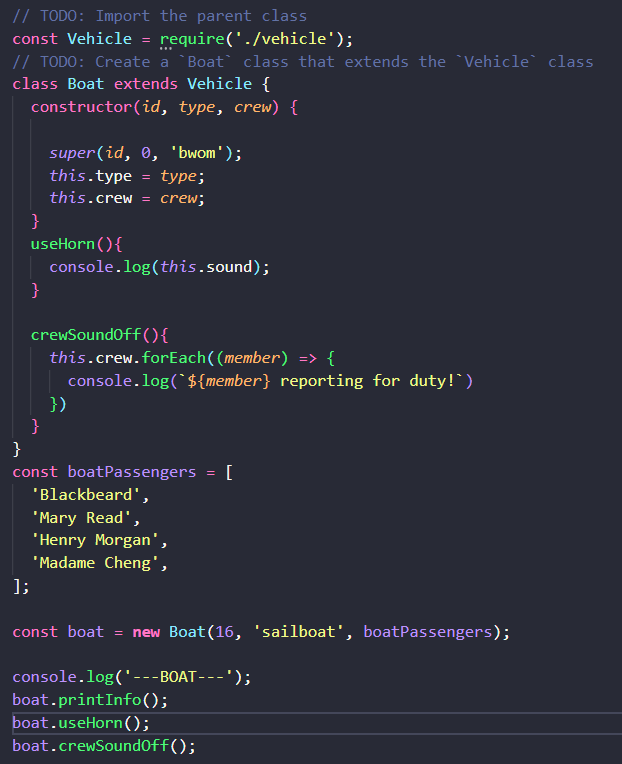 // TODO: Import the parent class
const Vehicle = require('./vehicle');
// TODO: Create a `Boat` class that extends the `Vehicle` class
class Boat extends Vehicle {
  constructor(id, type, crew) {

    super(id, 0, 'bwom');
    this.type = type;
    this.crew = crew;
  }
  useHorn(){
    console.log(this.sound);
  }

  crewSoundOff(){
    this.crew.forEach((member) => {
      console.log(`${member} reporting for duty!`)
    })
  }
}
const boatPassengers = [
  'Blackbeard',
  'Mary Read',
  'Henry Morgan',
  'Madame Cheng',
];

const boat = new Boat(16, 'sailboat', boatPassengers);

console.log('---BOAT---');
boat.printInfo();
boat.useHorn();
boat.crewSoundOff();